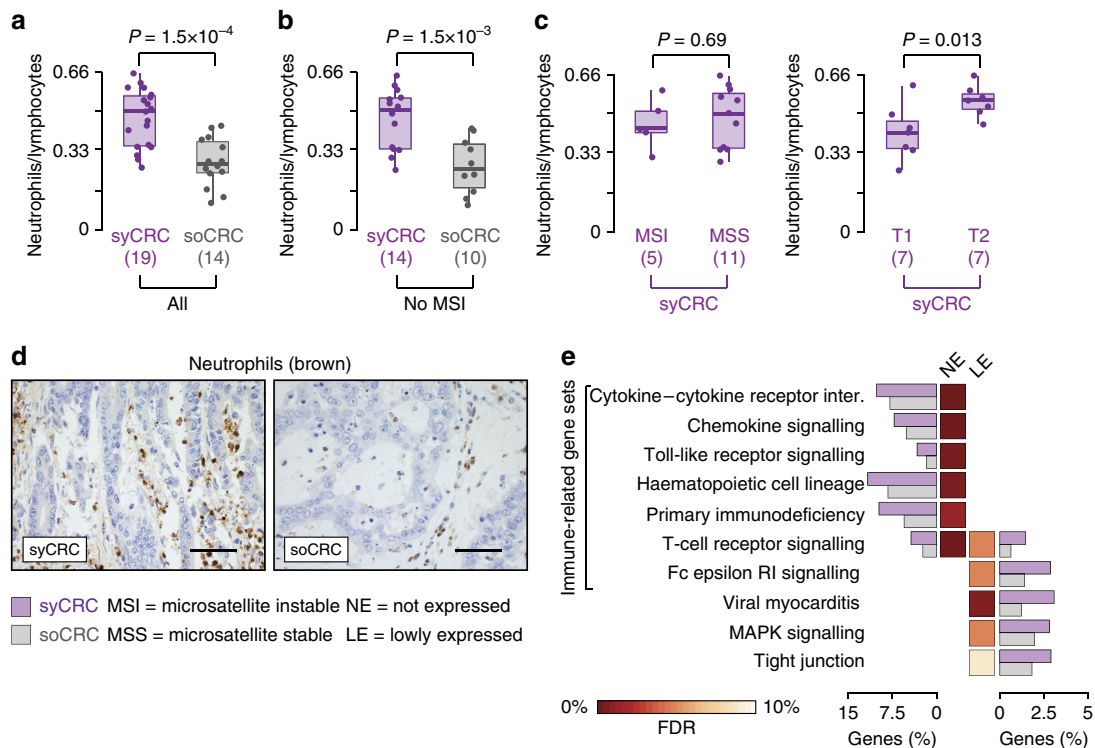 a
P = 1.5×10⁻⁴
Neutrophils/lymphocytes
0.66
0.33
0
syCRC
(19)
soCRC
(14)
All
b
P = 1.5×10⁻³
Neutrophils/lymphocytes
0.66
0.33
0
syCRC
(14)
soCRC
(10)
No MSI
c
P = 0.69
Neutrophils/lymphocytes
0.66
0.33
0
MSI
(5)
MSS
(11)
syCRC
P = 0.013
Neutrophils/lymphocytes
0.66
0.33
0
T1
(7)
T2
(7)
syCRC
d
Neutrophils (brown)
syCRC
soCRC
syCRC MSI = microsatellite instable NE = not expressed
soCRC MSS = microsatellite stable LE = lowly expressed
e
NE
LE
Immune-related gene sets
Cytokine−cytokine receptor inter.
Chemokine signalling
Toll-like receptor signalling
Haematopoietic cell lineage
Primary immunodeficiency
T-cell receptor signalling
Fc epsilon RI signalling
Viral myocarditis
MAPK signalling
Tight junction
0%
10%
FDR
15 7.5 0
Genes (%)
0 2.5 5
Genes (%)